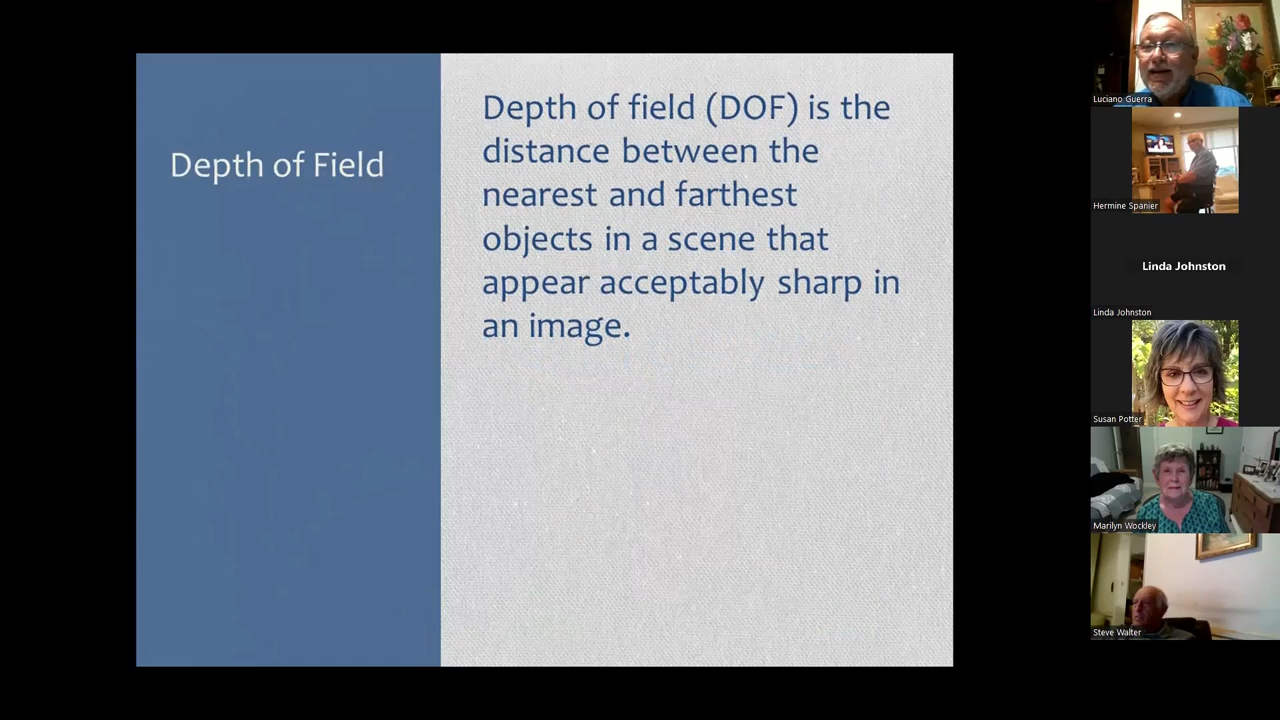 Depth of Field
Depth of field (DOF) is the
distance between the
nearest and farthest
objects in a scene that
appear acceptably sharp in
an image.
Luciano Guerra
Hermine Spanier
Linda Johnston
Linda Johnston
Susan Potter
Marilyn Wockley
Steve Walter